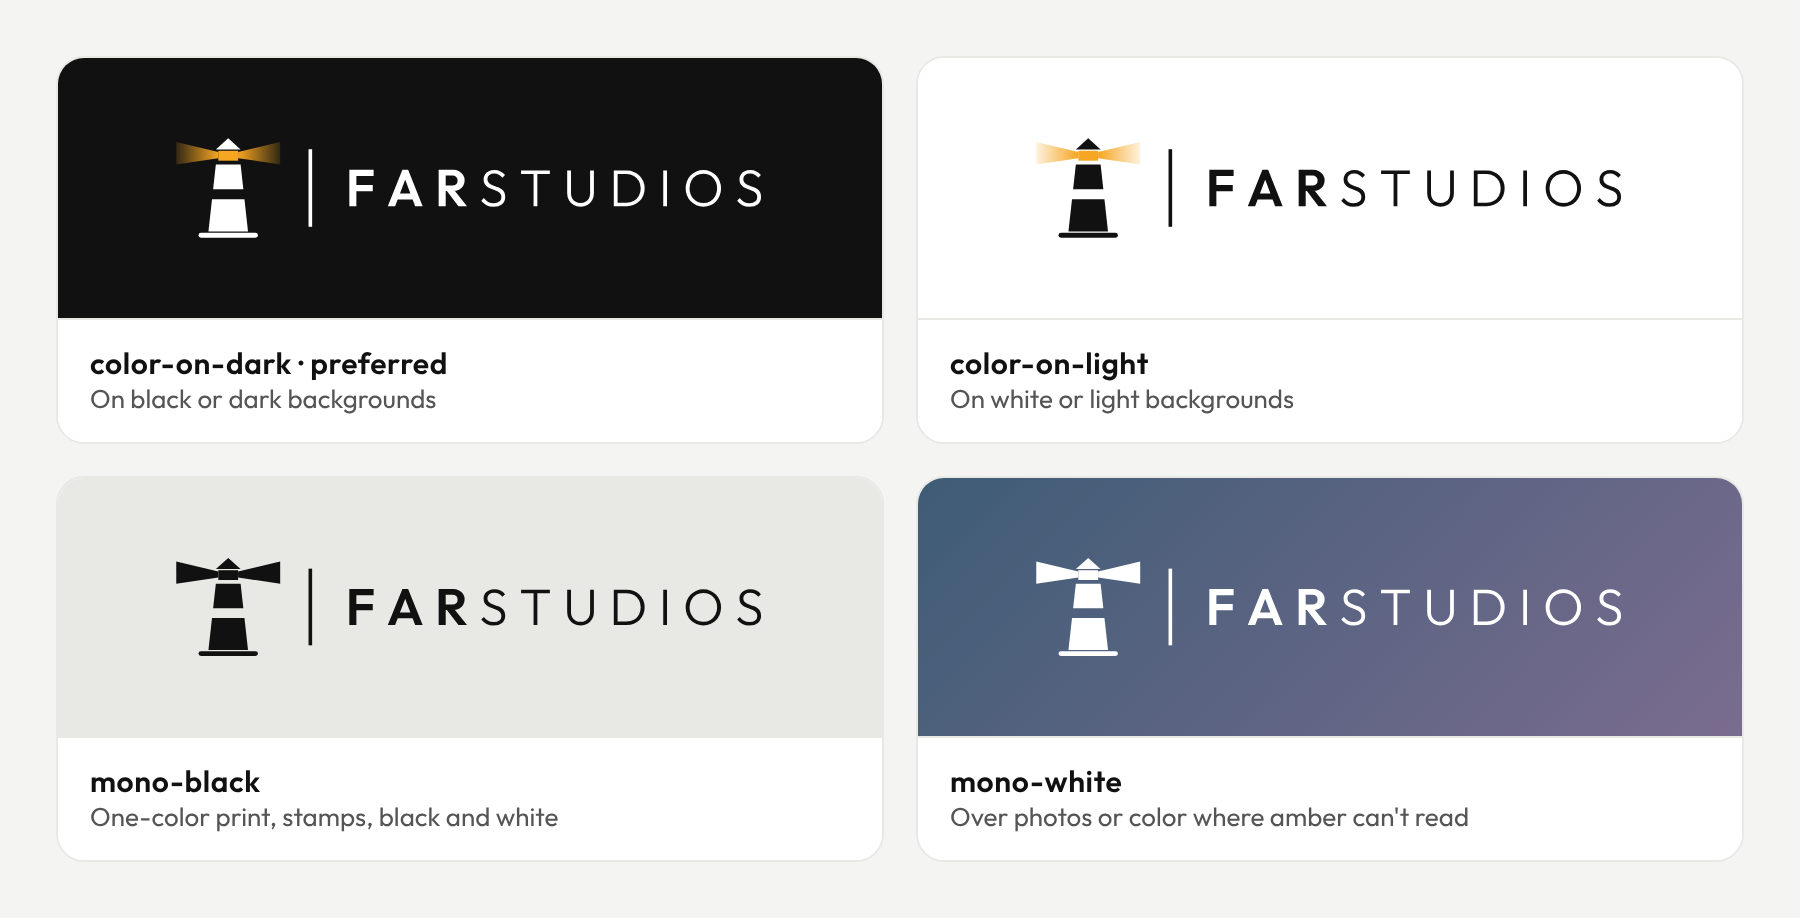 FARSTUDIOS
color-on-dark · preferred
On black or dark backgrounds
FARSTUDIOS
color-on-light
On white or light backgrounds
FARSTUDIOS
mono-black
One-color print, stamps, black and white
FARSTUDIOS
mono-white
Over photos or color where amber can't read